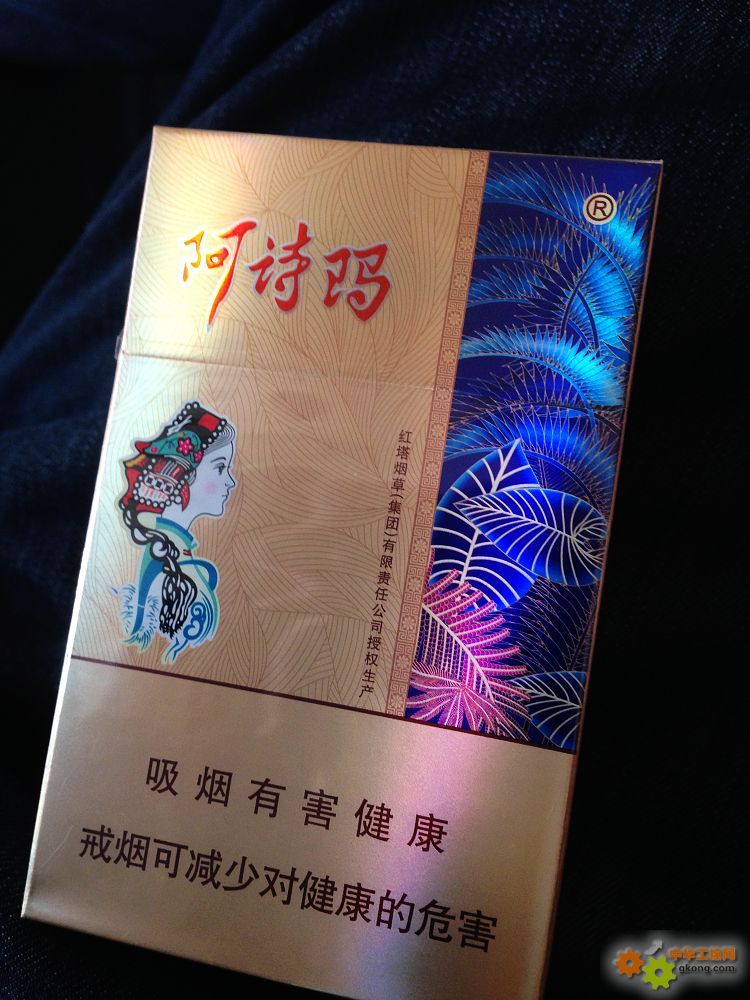 阿诗玛
®
红塔烟草(集团)有限责任公司授权生产
吸烟有害健康
戒烟可减少对健康的危害
中华工控网
gkong.com